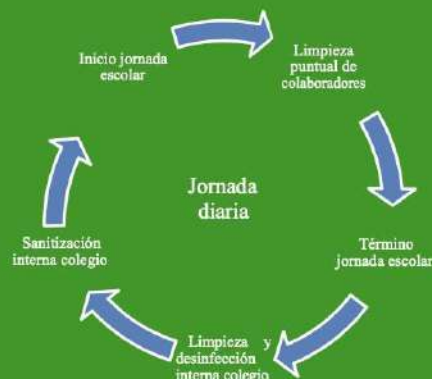 Inicio jornada
escolar
Limpieza
puntual de
colaboradores
Término
jornada escolar
Limpieza y
desinfección
interna colegio
Sanitización
interna colegio
Jornada
diaria